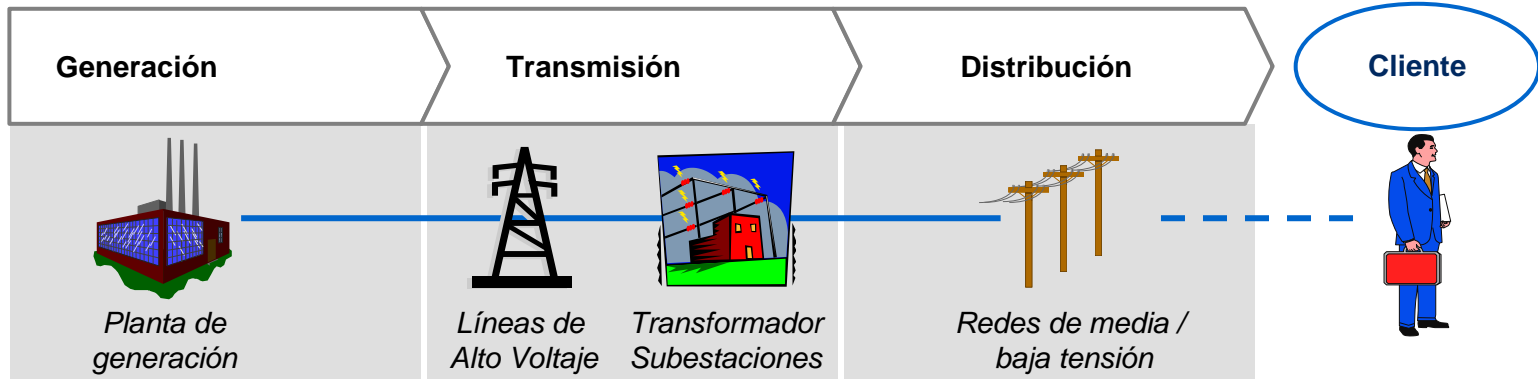 Generación
Transmisión
Distribución
Cliente
Planta de
generación
Líneas de
Alto Voltaje
Transformador
Subestaciones
Redes de media /
baja tensión